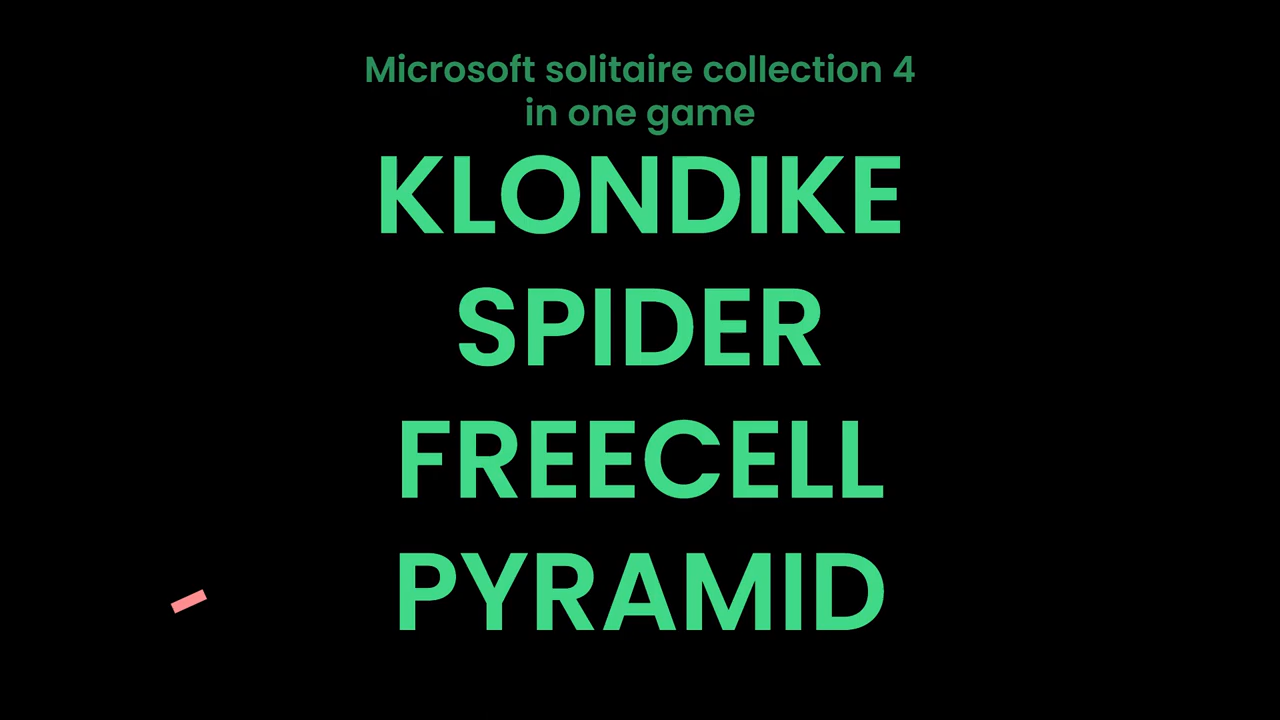 Microsoft solitaire collection 4
in one game
KLONDIKE
SPIDER
FREECELL
PYRAMID